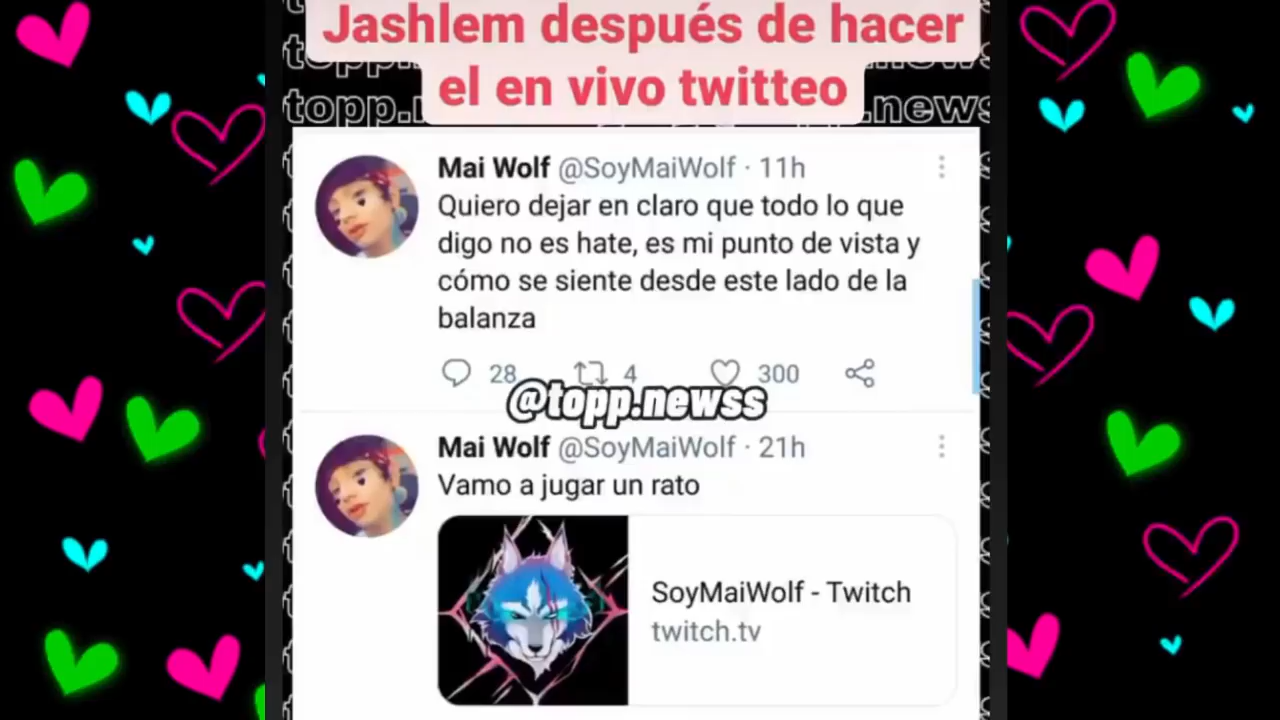 Jashlem después de hacer
el en vivo twitteo
topp.news
Mai Wolf @SoyMaiWolf · 11h
Quiero dejar en claro que todo lo que
digo no es hate, es mi punto de vista y
cómo se siente desde este lado de la
balanza
28 4 300
@topp.newss
Mai Wolf @SoyMaiWolf · 21h
Vamo a jugar un rato
SoyMaiWolf - Twitch
twitch.tv